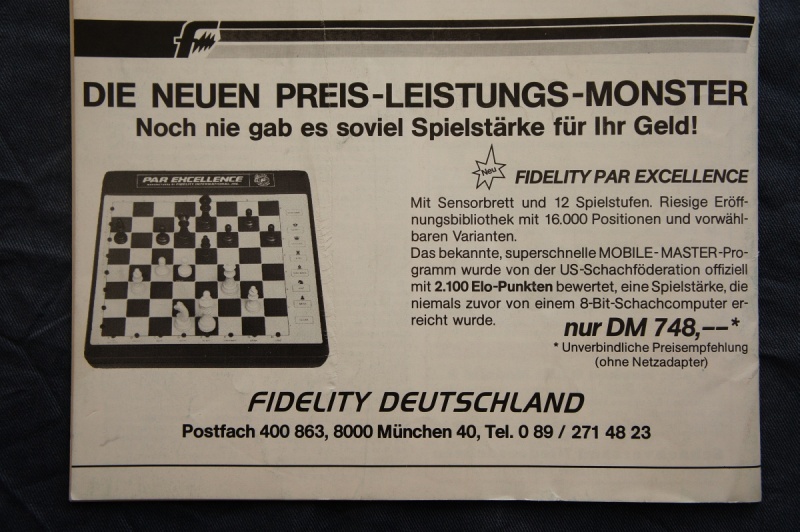 DIE NEUEN PREIS-LEISTUNGS-MONSTER
Noch nie gab es soviel Spielstärke für Ihr Geld!
PAR EXCELLENCE
Neu
FIDELITY PAR EXCELLENCE
Mit Sensorbrett und 12 Spielstufen. Riesige Eröff-
nungsbibliothek mit 16.000 Positionen und vorwähl-
baren Varianten.
Das bekannte, superschnelle MOBILE-MASTER-Pro-
gramm wurde von der US-Schachföderation offiziell
mit 2.100 Elo-Punkten bewertet, eine Spielstärke, die
niemals zuvor von einem 8-Bit-Schachcomputer er-
reicht wurde.
nur DM 748,--*
* Unverbindliche Preisempfehlung
(ohne Netzadapter)
FIDELITY DEUTSCHLAND
Postfach 400 863, 8000 München 40, Tel. 0 89 / 271 48 23